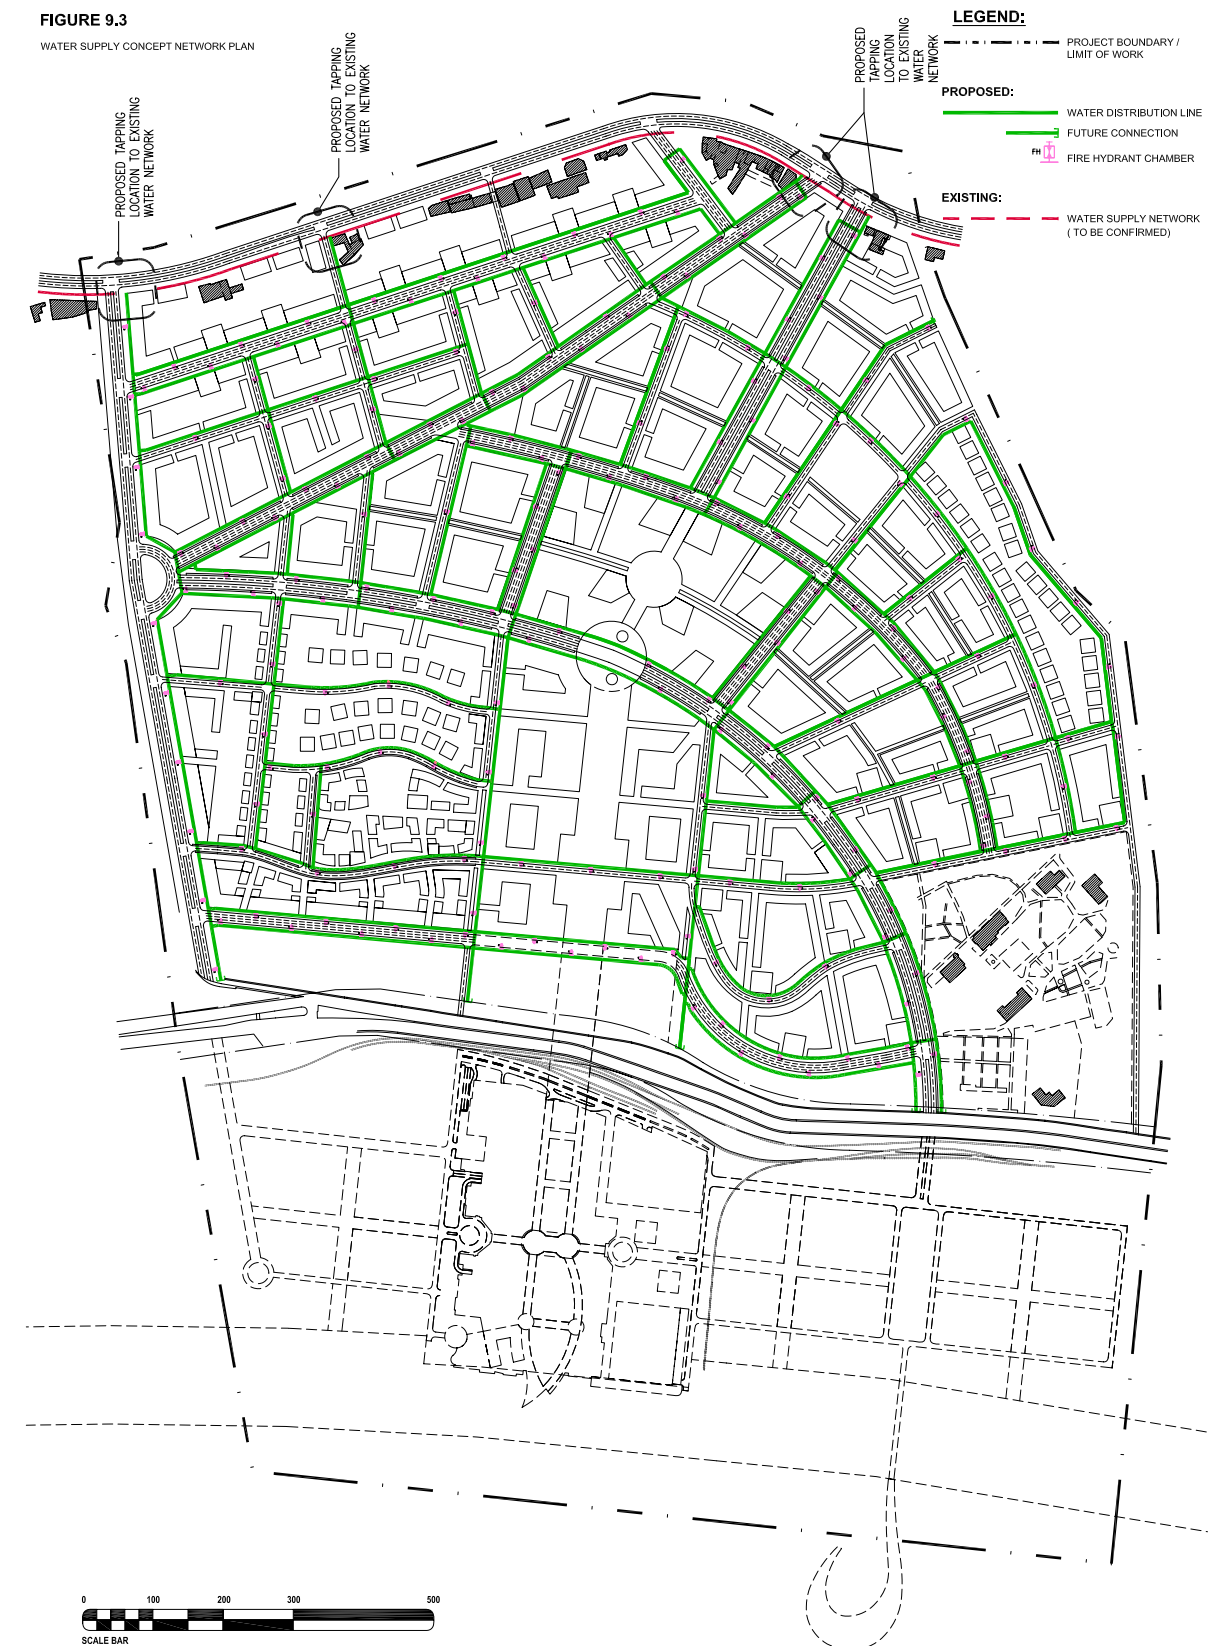 FIGURE 9.3
WATER SUPPLY CONCEPT NETWORK PLAN
PROPOSED TAPPING
LOCATION TO EXISTING
WATER NETWORK
PROPOSED TAPPING
LOCATION TO EXISTING
WATER NETWORK
PROPOSED
TAPPING
LOCATION
TO EXISTING
WATER
NETWORK
LEGEND:
PROJECT BOUNDARY /
LIMIT OF WORK
PROPOSED:
WATER DISTRIBUTION LINE
FUTURE CONNECTION
FH
FIRE HYDRANT CHAMBER
EXISTING:
WATER SUPPLY NETWORK
( TO BE CONFIRMED)
0 100 200 300 500
SCALE BAR